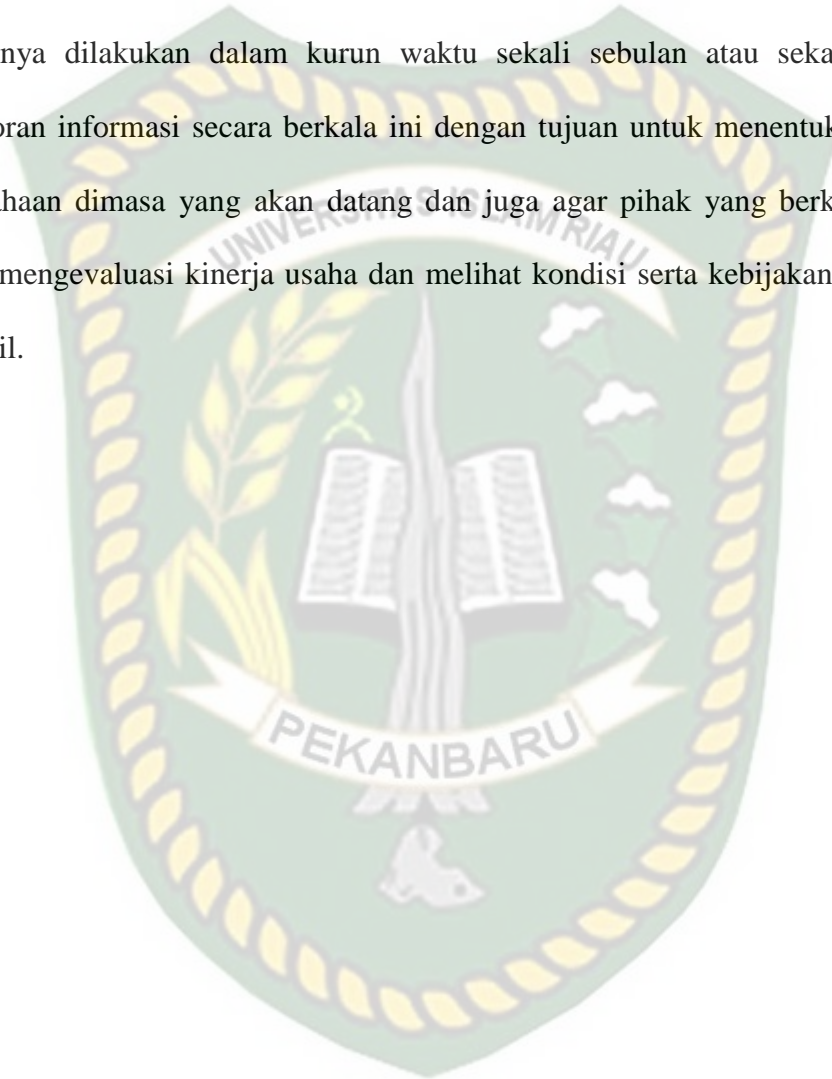 nya dilakukan dalam kurun waktu sekali sebulan atau seka
oran informasi secara berkala ini dengan tujuan untuk menentuk
ahaan dimasa yang akan datang dan juga agar pihak yang berk
mengevaluasi kinerja usaha dan melihat kondisi serta kebijakan
il.
UNIVERSITAS ISLAM RIAU
PEKANBARU